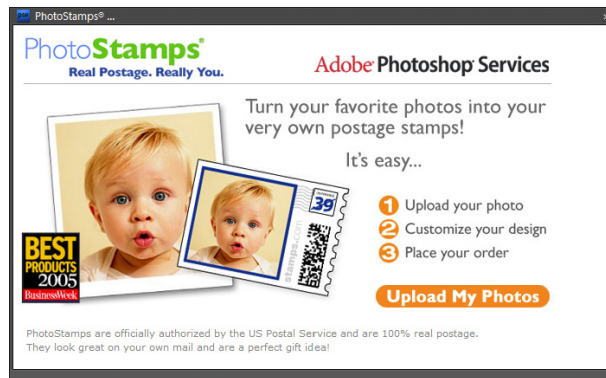 PhotoStamps® ...
PhotoStamps®
Real Postage. Really You.
Adobe® Photoshop® Services
Turn your favorite photos into your
very own postage stamps!
It's easy...
39
stamps.com
1 Upload your photo
2 Customize your design
3 Place your order
BEST
PRODUCTS
2005
BusinessWeek
Upload My Photos
PhotoStamps are officially authorized by the US Postal Service and are 100% real postage.
They look great on your own mail and are a perfect gift idea!